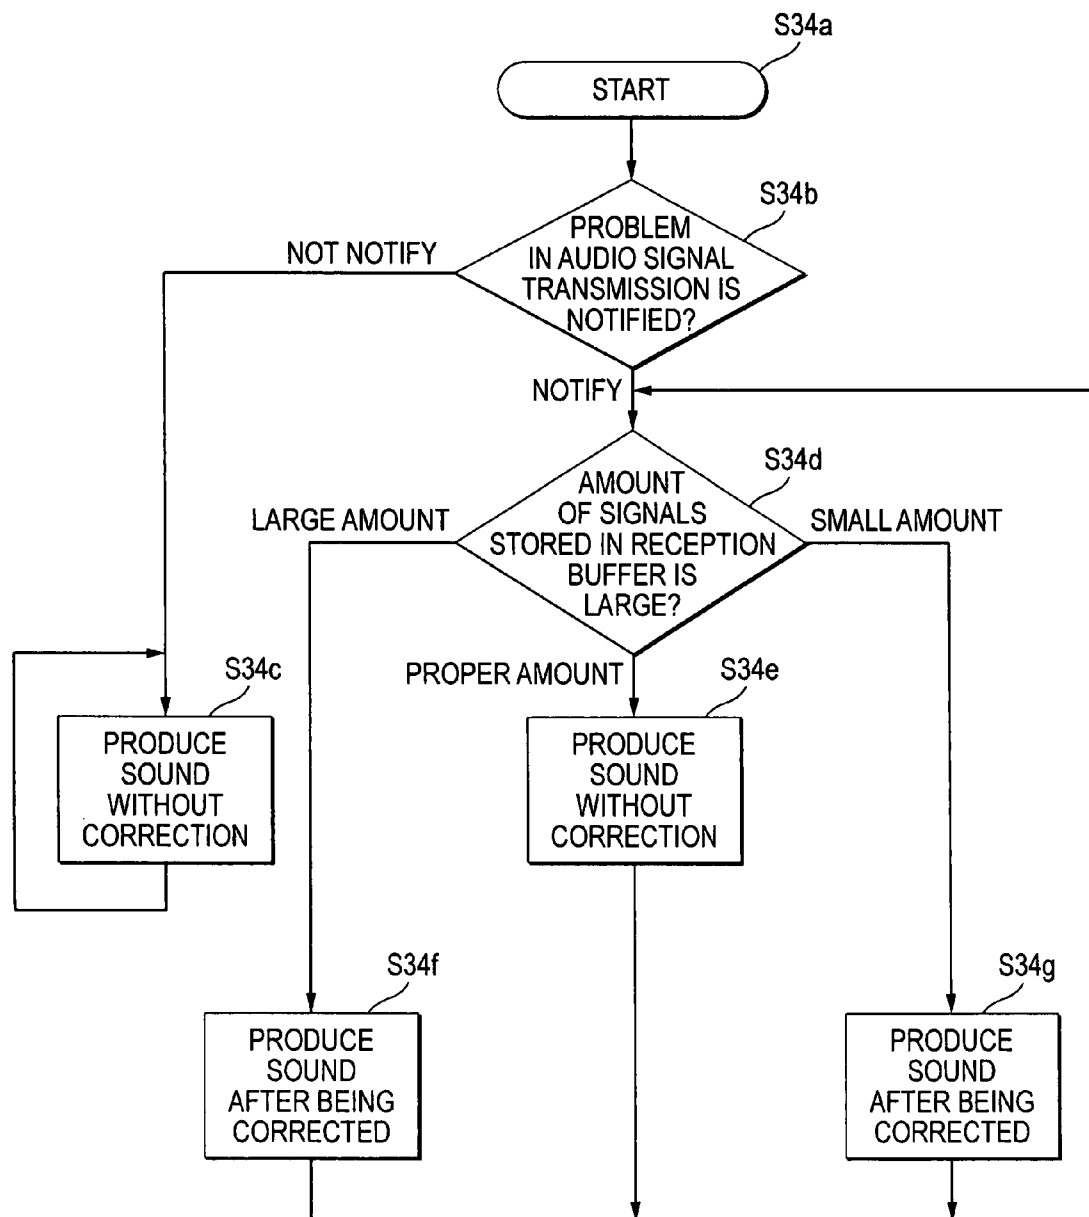 S34a
START
S34b
PROBLEM
IN AUDIO SIGNAL
TRANSMISSION IS
NOTIFIED?
NOT NOTIFY
NOTIFY
S34d
AMOUNT
OF SIGNALS
STORED IN RECEPTION
BUFFER IS
LARGE?
LARGE AMOUNT
SMALL AMOUNT
PROPER AMOUNT
S34c
PRODUCE
SOUND
WITHOUT
CORRECTION
S34e
PRODUCE
SOUND
WITHOUT
CORRECTION
S34f
PRODUCE
SOUND
AFTER BEING
CORRECTED
S34g
PRODUCE
SOUND
AFTER BEING
CORRECTED